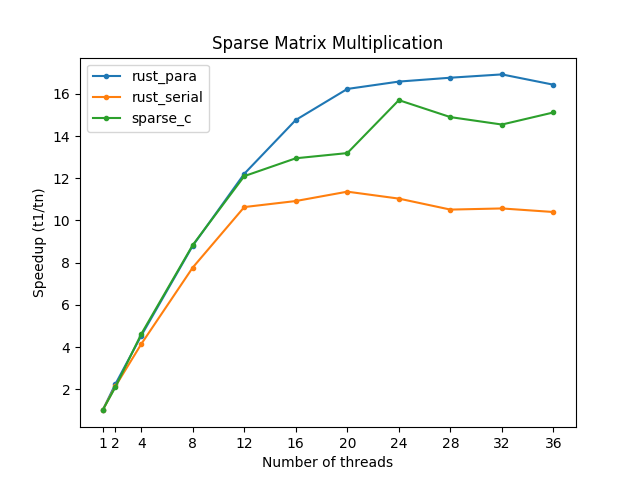 Sparse Matrix Multiplication
rust_para
rust_serial
sparse_c
Speedup (t1/tn)
16
14
12
10
8
6
4
2
1 2 4 8 12 16 20 24 28 32 36
Number of threads